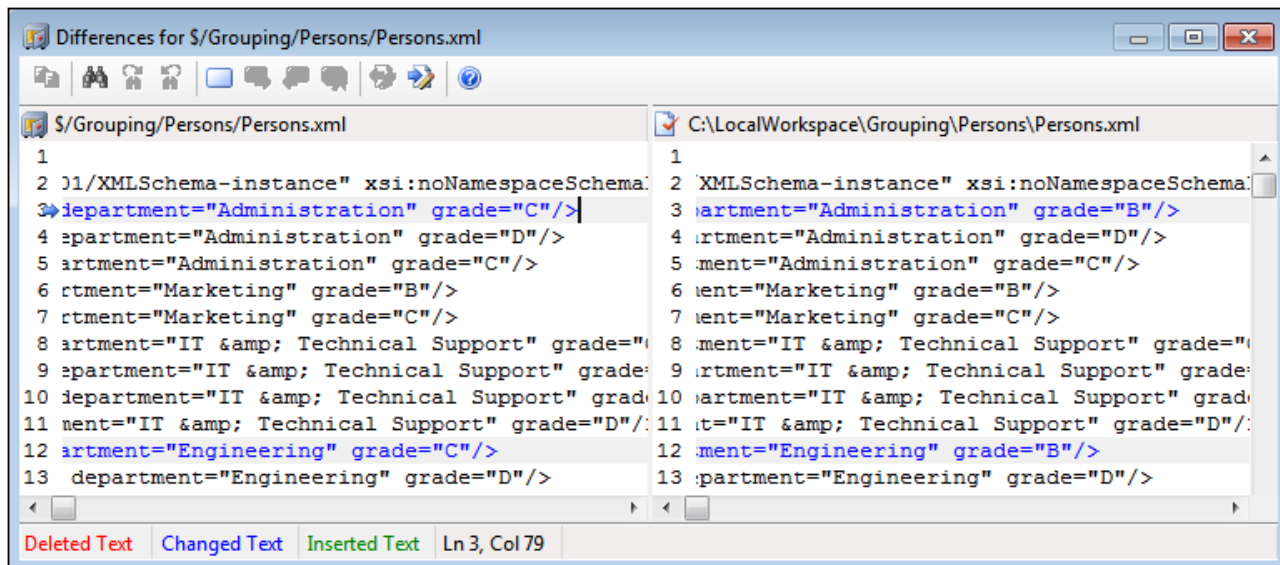 Differences for $/Grouping/Persons/Persons.xml
$/Grouping/Persons/Persons.xml
1
2 01/XMLSchema-instance" xsi:noNamespaceSchema
3 department="Administration" grade="C"/>
4 epartment="Administration" grade="D"/>
5 artment="Administration" grade="C"/>
6 rtment="Marketing" grade="B"/>
7 rtment="Marketing" grade="C"/>
8 artment="IT &amp; Technical Support" grade="
9 epartment="IT &amp; Technical Support" grade
10 department="IT &amp; Technical Support" grad
11 ment="IT &amp; Technical Support" grade="D"/
12 artment="Engineering" grade="C"/>
13 department="Engineering" grade="D"/>
C:\LocalWorkspace\Grouping\Persons\Persons.xml
1
2 XMLSchema-instance" xsi:noNamespaceSchema
3 artment="Administration" grade="B"/>
4 rtment="Administration" grade="D"/>
5 ment="Administration" grade="C"/>
6 ent="Marketing" grade="B"/>
7 ent="Marketing" grade="C"/>
8 ment="IT &amp; Technical Support" grade="
9 rtment="IT &amp; Technical Support" grade
10 artment="IT &amp; Technical Support" grad
11 t="IT &amp; Technical Support" grade="D"/
12 ment="Engineering" grade="B"/>
13 partment="Engineering" grade="D"/>
Deleted Text Changed Text Inserted Text Ln 3, Col 79